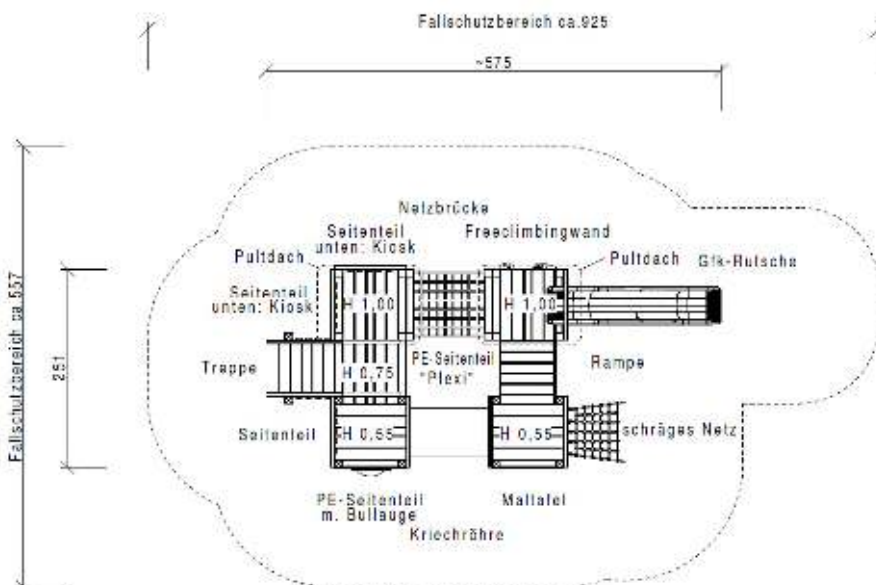 Fallschutzbereich ca.925
~575
Fallschutzbereich ca 557
251
Netzbrücke
Seitenteil
unten: Kiosk
Freeclimbingwand
Pultdach
Pultdach
Gfk-Rutsche
Seitenteil
unten: Kiosk
H 1,00
H 1,00
Treppe
H 0,75
PE-Seitenteil
"Plexi"
Rampe
Seitenteil
H 0,55
H 0,55
schräges Netz
PE-Seitenteil
m. Bullauge
Maltafel
Kriechröhre